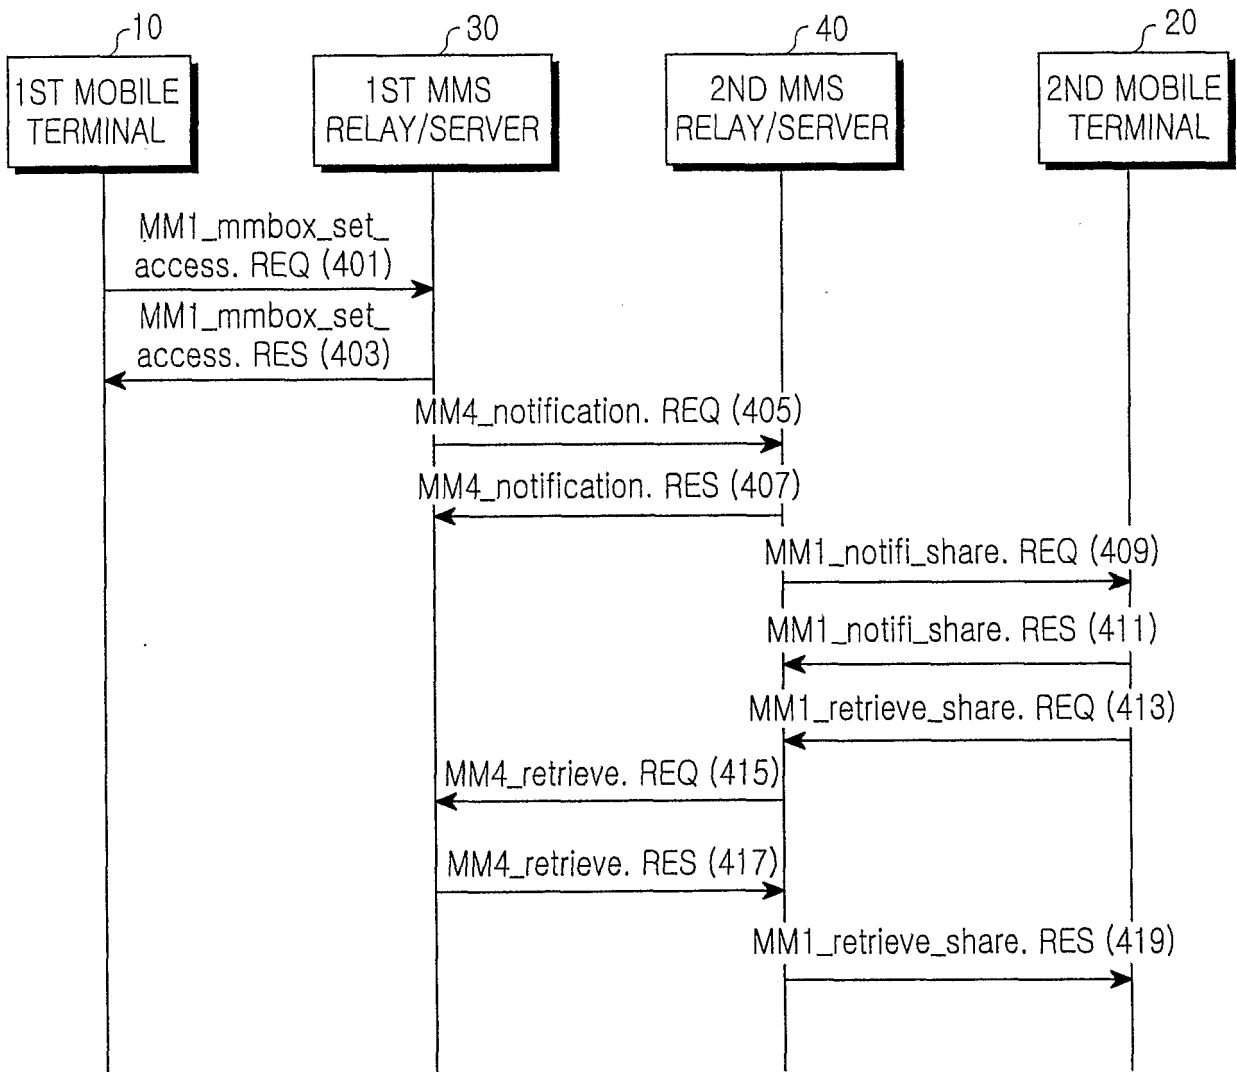 10
30
40
20
1ST MOBILE
TERMINAL
1ST MMS
RELAY/SERVER
2ND MMS
RELAY/SERVER
2ND MOBILE
TERMINAL
MM1_mmbox_set_
access. REQ (401)
MM1_mmbox_set_
access. RES (403)
MM4_notification. REQ (405)
MM4_notification. RES (407)
MM1_notifi_share. REQ (409)
MM1_notifi_share. RES (411)
MM1_retrieve_share. REQ (413)
MM4_retrieve. REQ (415)
MM4_retrieve. RES (417)
MM1_retrieve_share. RES (419)